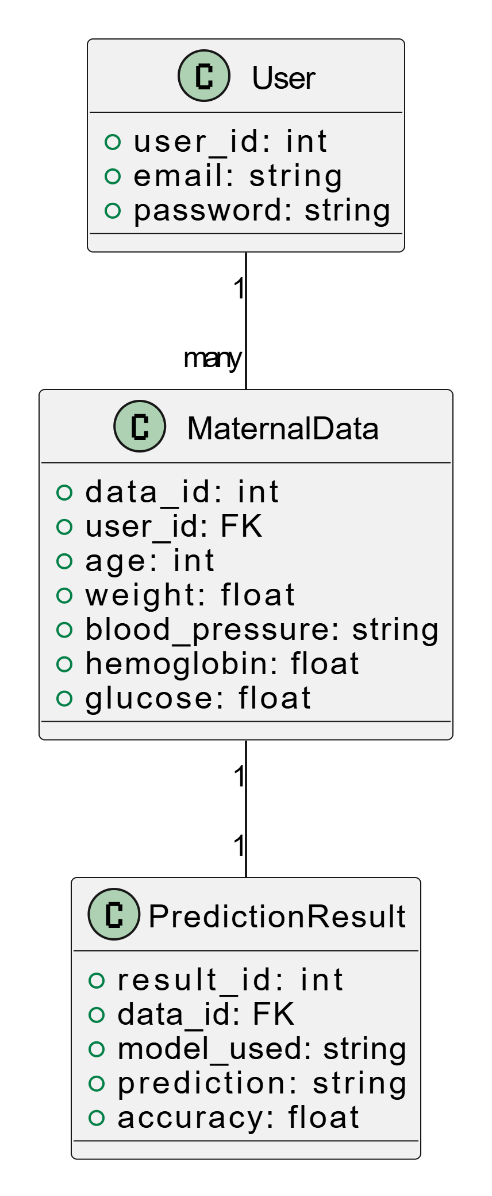 C User
user_id: int
email: string
password: string
1
many
C MaternalData
data_id: int
user_id: FK
age: int
weight: float
blood_pressure: string
hemoglobin: float
glucose: float
1
1
C PredictionResult
result_id: int
data_id: FK
model_used: string
prediction: string
accuracy: float